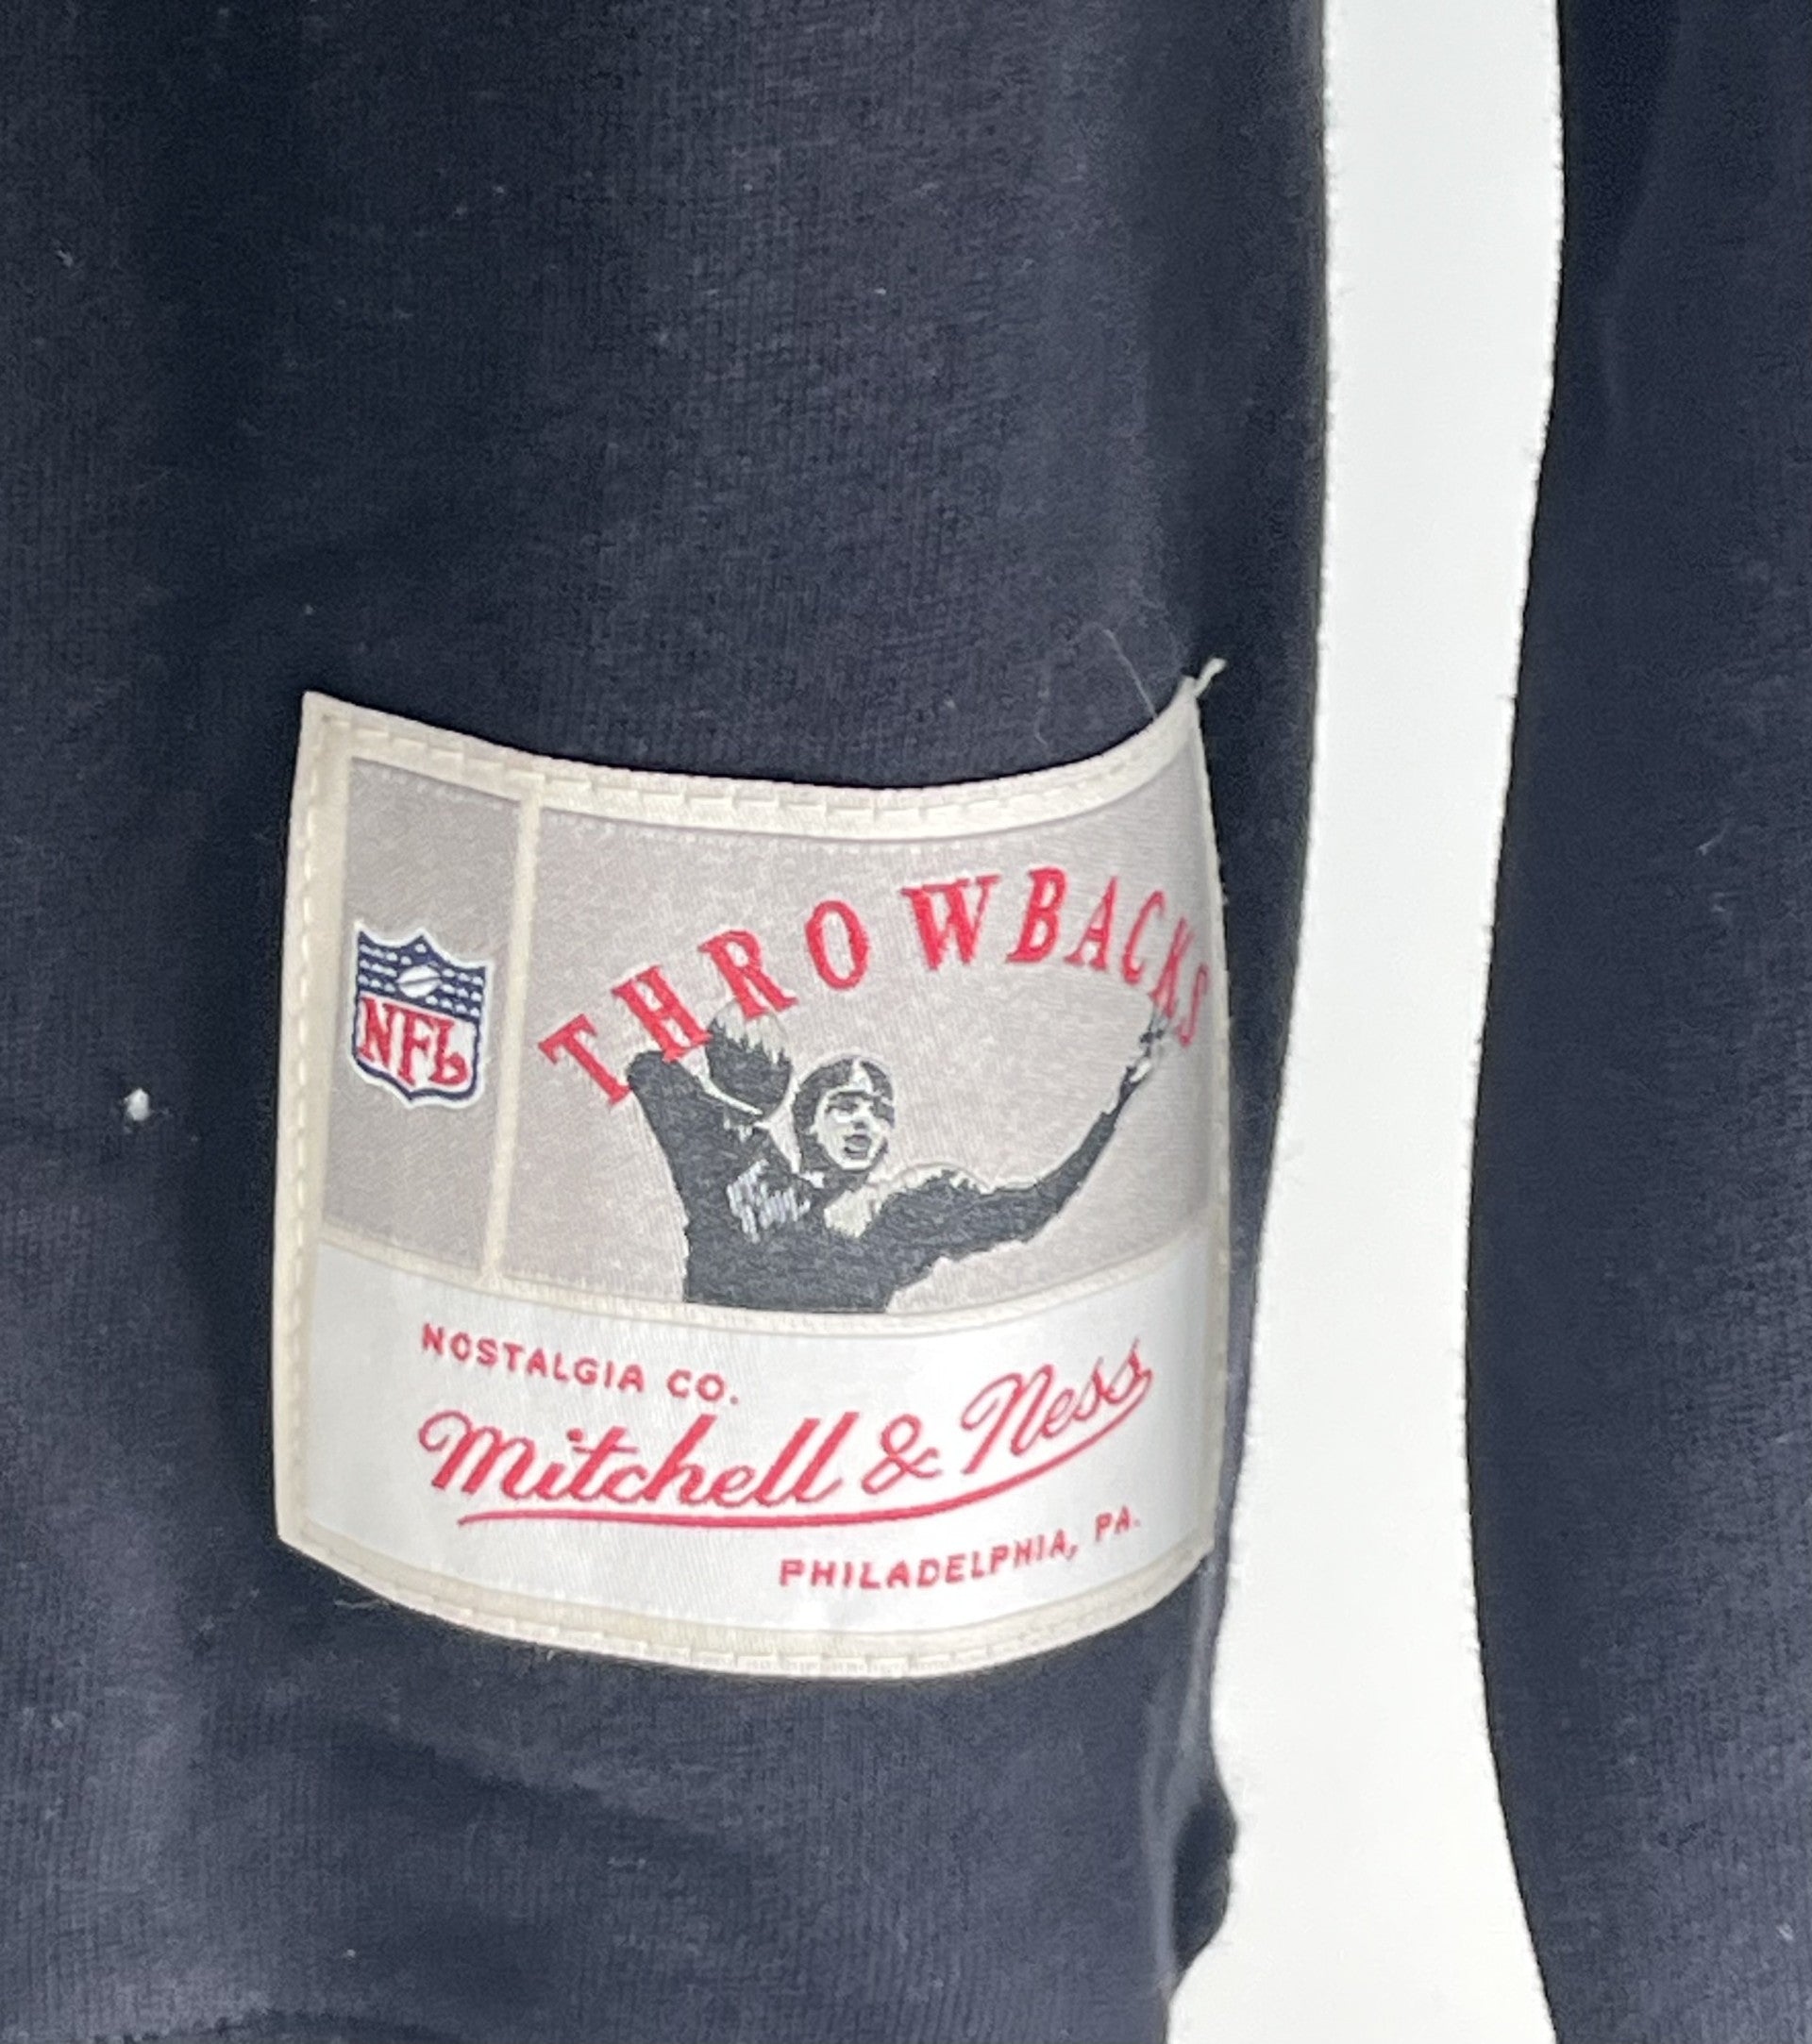 THROWBACKS
NFL
NOSTALGIA CO.
Mitchell & Ness
PHILADELPHIA, PA.